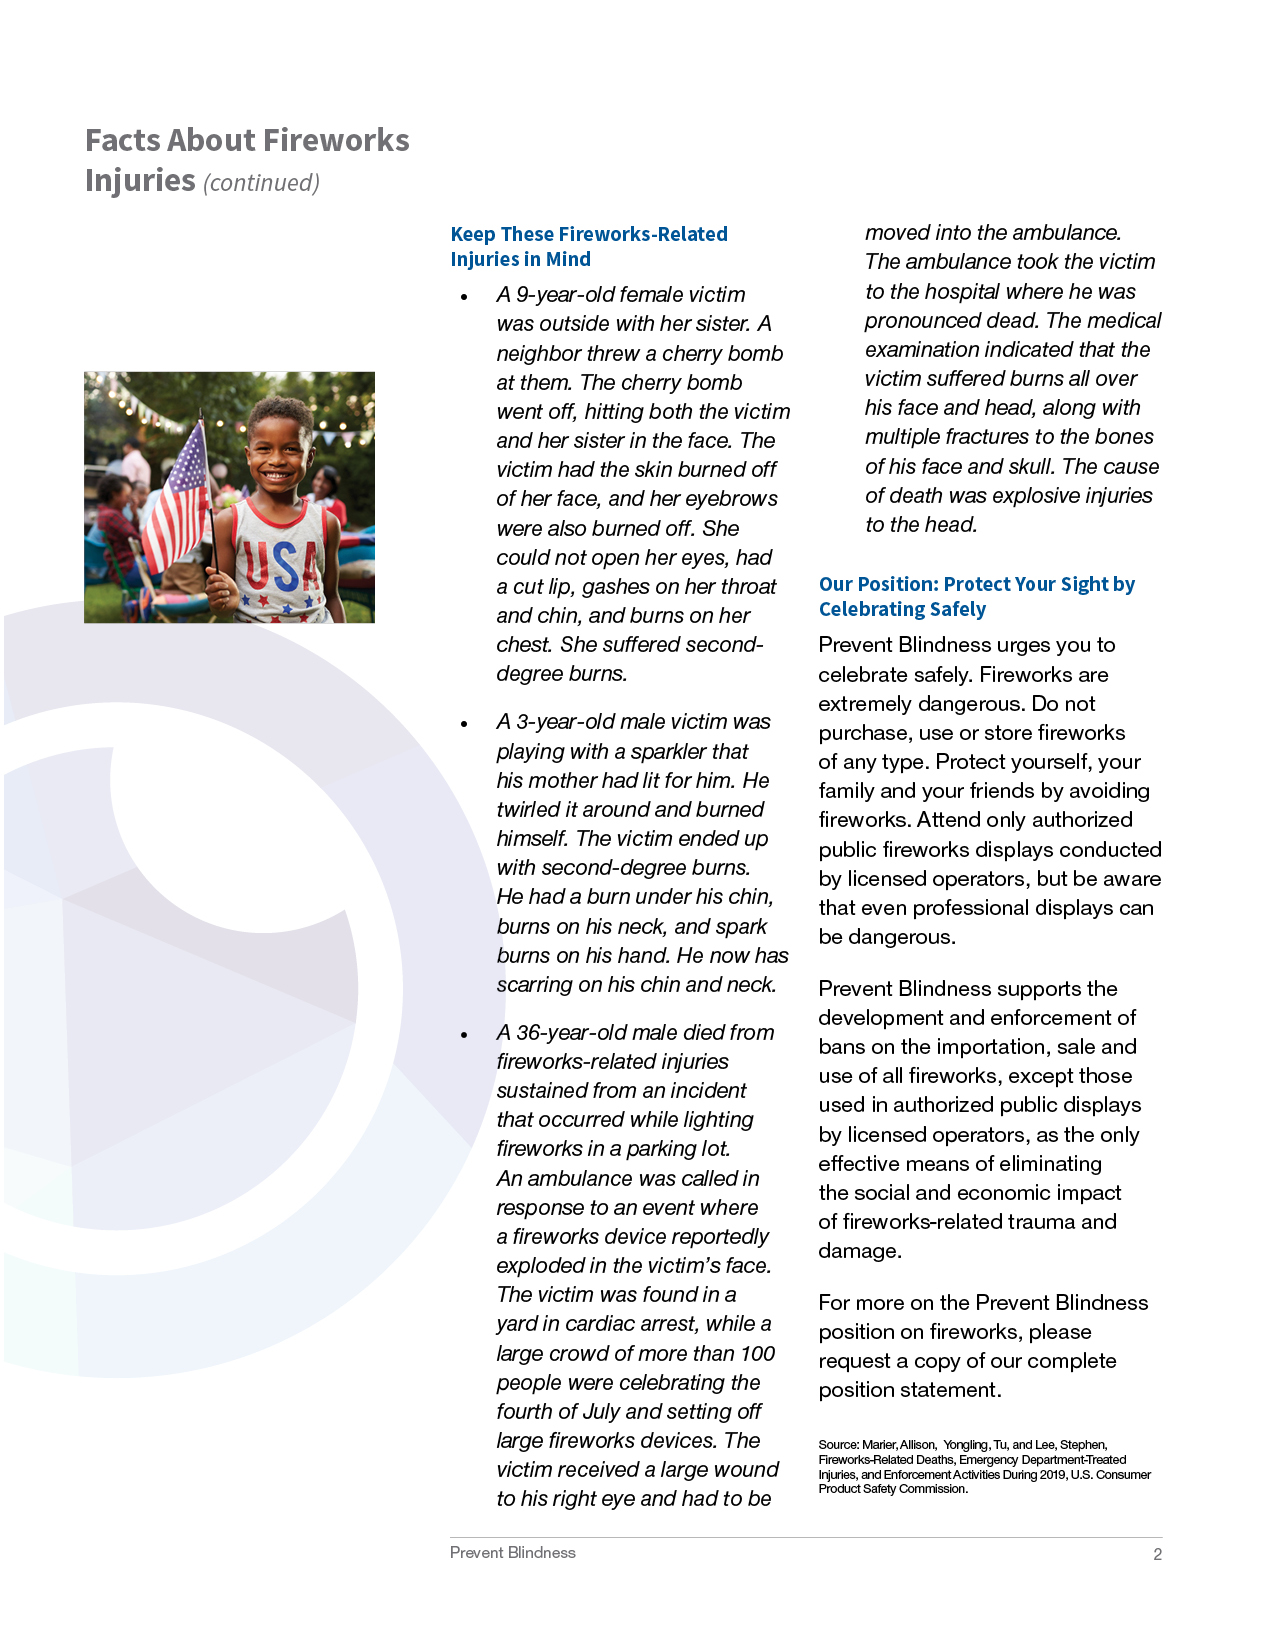 Facts About Fireworks
Injuries (continued)
Keep These Fireworks-Related
Injuries in Mind
• A 9-year-old female victim
was outside with her sister. A
neighbor threw a cherry bomb
at them. The cherry bomb
went off, hitting both the victim
and her sister in the face. The
victim had the skin burned off
of her face, and her eyebrows
were also burned off. She
could not open her eyes, had
a cut lip, gashes on her throat
and chin, and burns on her
chest. She suffered second-
degree burns.
• A 3-year-old male victim was
playing with a sparkler that
his mother had lit for him. He
twirled it around and burned
himself. The victim ended up
with second-degree burns.
He had a burn under his chin,
burns on his neck, and spark
burns on his hand. He now has
scarring on his chin and neck.
• A 36-year-old male died from
fireworks-related injuries
sustained from an incident
that occurred while lighting
fireworks in a parking lot.
An ambulance was called in
response to an event where
a fireworks device reportedly
exploded in the victim's face.
The victim was found in a
yard in cardiac arrest, while a
large crowd of more than 100
people were celebrating the
fourth of July and setting off
large fireworks devices. The
victim received a large wound
to his right eye and had to be
moved into the ambulance.
The ambulance took the victim
to the hospital where he was
pronounced dead. The medical
examination indicated that the
victim suffered burns all over
his face and head, along with
multiple fractures to the bones
of his face and skull. The cause
of death was explosive injuries
to the head.
Our Position: Protect Your Sight by
Celebrating Safely
Prevent Blindness urges you to
celebrate safely. Fireworks are
extremely dangerous. Do not
purchase, use or store fireworks
of any type. Protect yourself, your
family and your friends by avoiding
fireworks. Attend only authorized
public fireworks displays conducted
by licensed operators, but be aware
that even professional displays can
be dangerous.
Prevent Blindness supports the
development and enforcement of
bans on the importation, sale and
use of all fireworks, except those
used in authorized public displays
by licensed operators, as the only
effective means of eliminating
the social and economic impact
of fireworks-related trauma and
damage.
For more on the Prevent Blindness
position on fireworks, please
request a copy of our complete
position statement.
Source: Marier, Allison, Yongling, Tu, and Lee, Stephen,
Fireworks-Related Deaths, Emergency Department-Treated
Injuries, and Enforcement Activities During 2019, U.S. Consumer
Product Safety Commission.
USA
Prevent Blindness
2